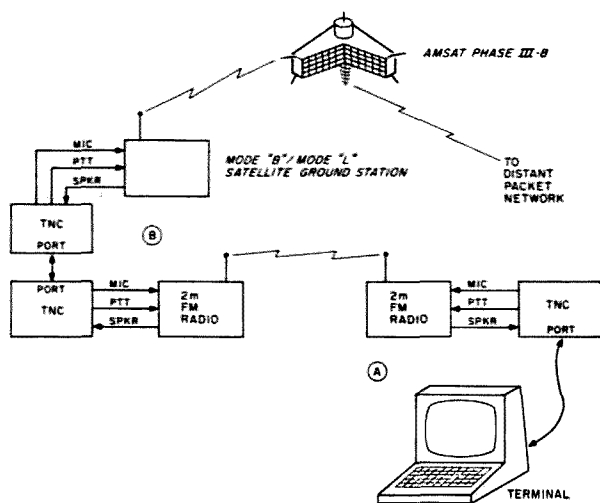 AMSAT PHASE III-B
MIC
PTT
SPKR
MODE "B"/MODE "L"
SATELLITE GROUND STATION
TO
DISTANT
PACKET
NETWORK
TNC
PORT
B
PORT
TNC
MIC
PTT
SPKR
2m
FM
RADIO
2m
FM
RADIO
MIC
PTT
SPKR
TNC
PORT
A
TERMINAL